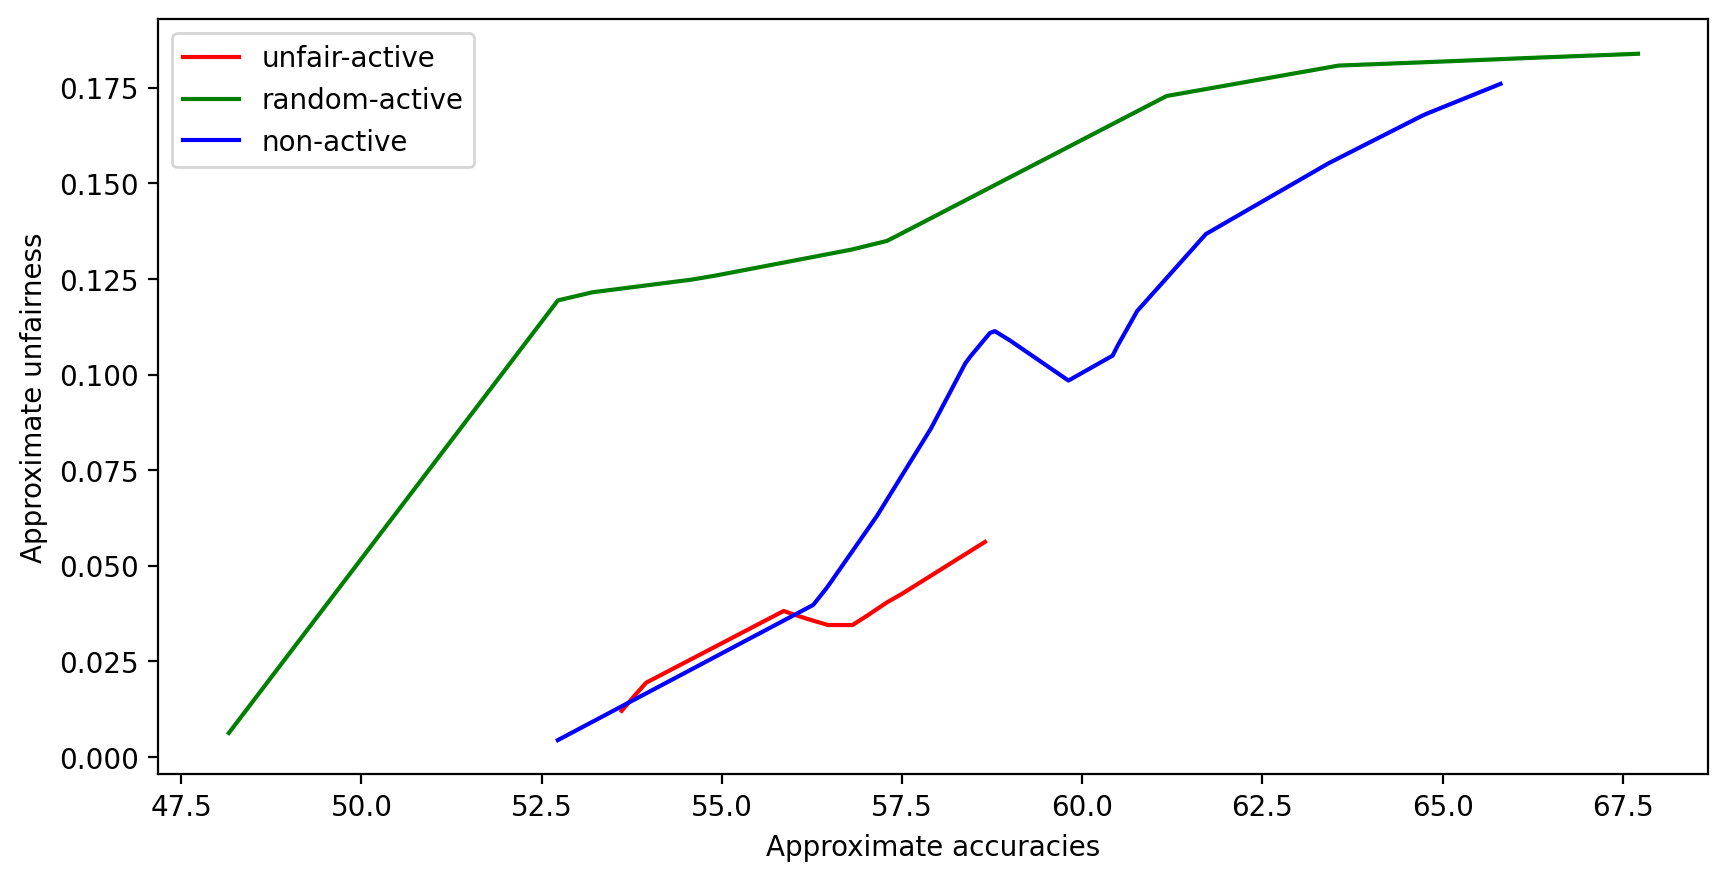 unfair-active
random-active
non-active
0.175
0.150
0.125
0.100
0.075
0.050
0.025
0.000
Approximate unfairness
47.5 50.0 52.5 55.0 57.5 60.0 62.5 65.0 67.5
Approximate accuracies